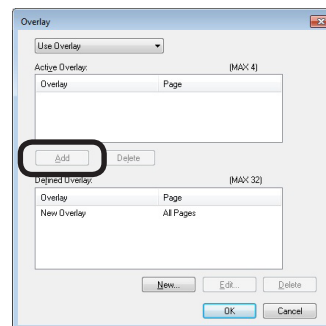 Overlay
Use Overlay
Active Overlay: (MAX 4)
Overlay Page
Add Delete
Defined Overlay: (MAX 32)
Overlay Page
New Overlay All Pages
New... Edit... Delete
OK Cancel